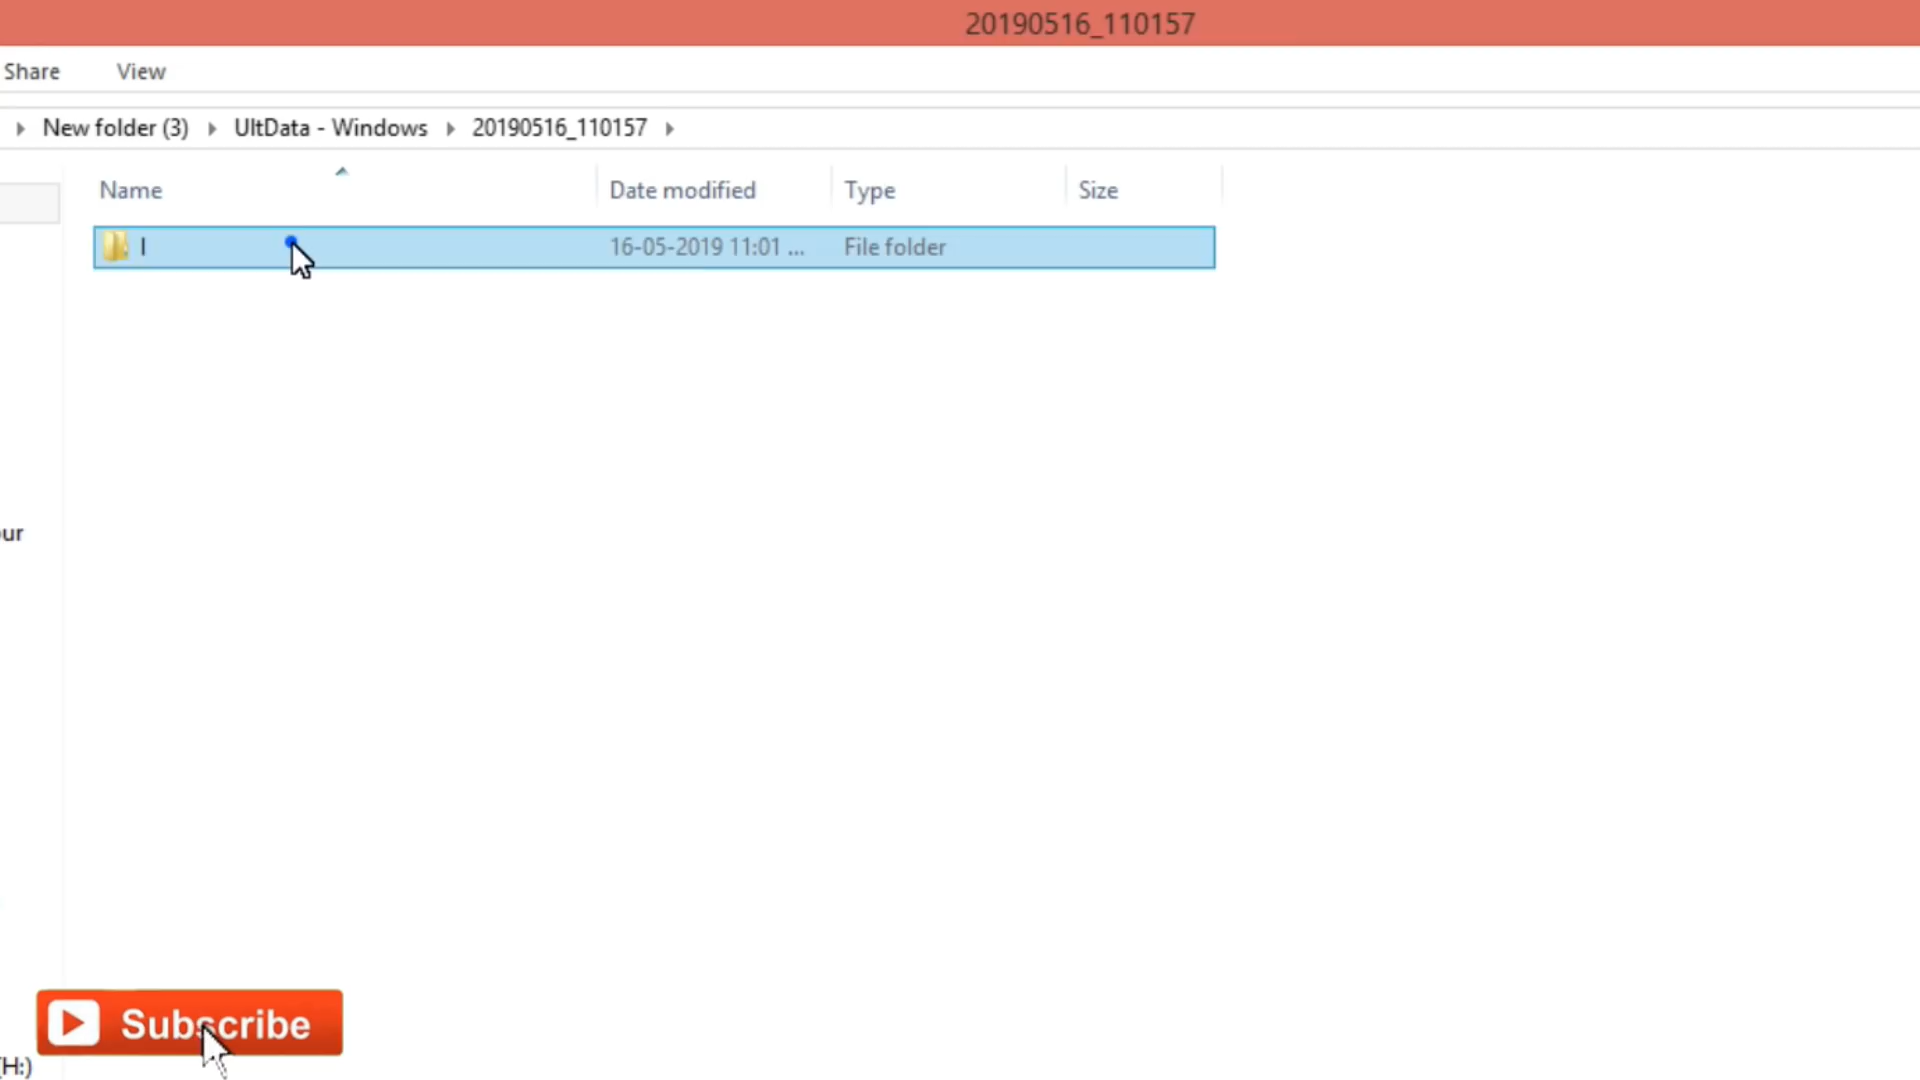 20190516_110157
Share View
New folder (3) UltData - Windows 20190516_110157
Name Date modified Type Size
I 16-05-2019 11:01 ... File folder
our
Subscribe
(H:)